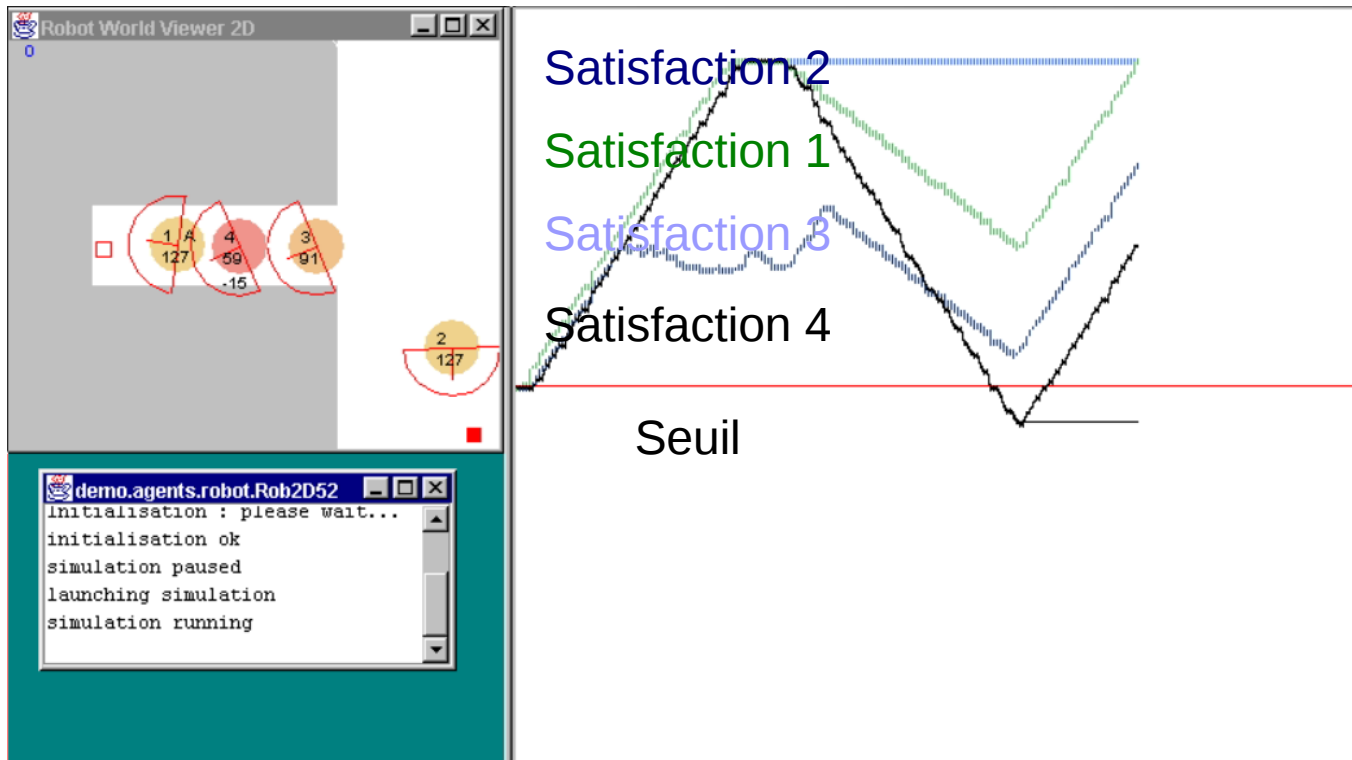 Robot World Viewer 2D
0
1 A
127
4
59
-15
3
91
2
127
demo.agents.robot.Rob2D52
Initialisation : please wait...
initialisation ok
simulation paused
launching simulation
simulation running
Satisfaction 2
Satisfaction 1
Satisfaction 3
Satisfaction 4
Seuil